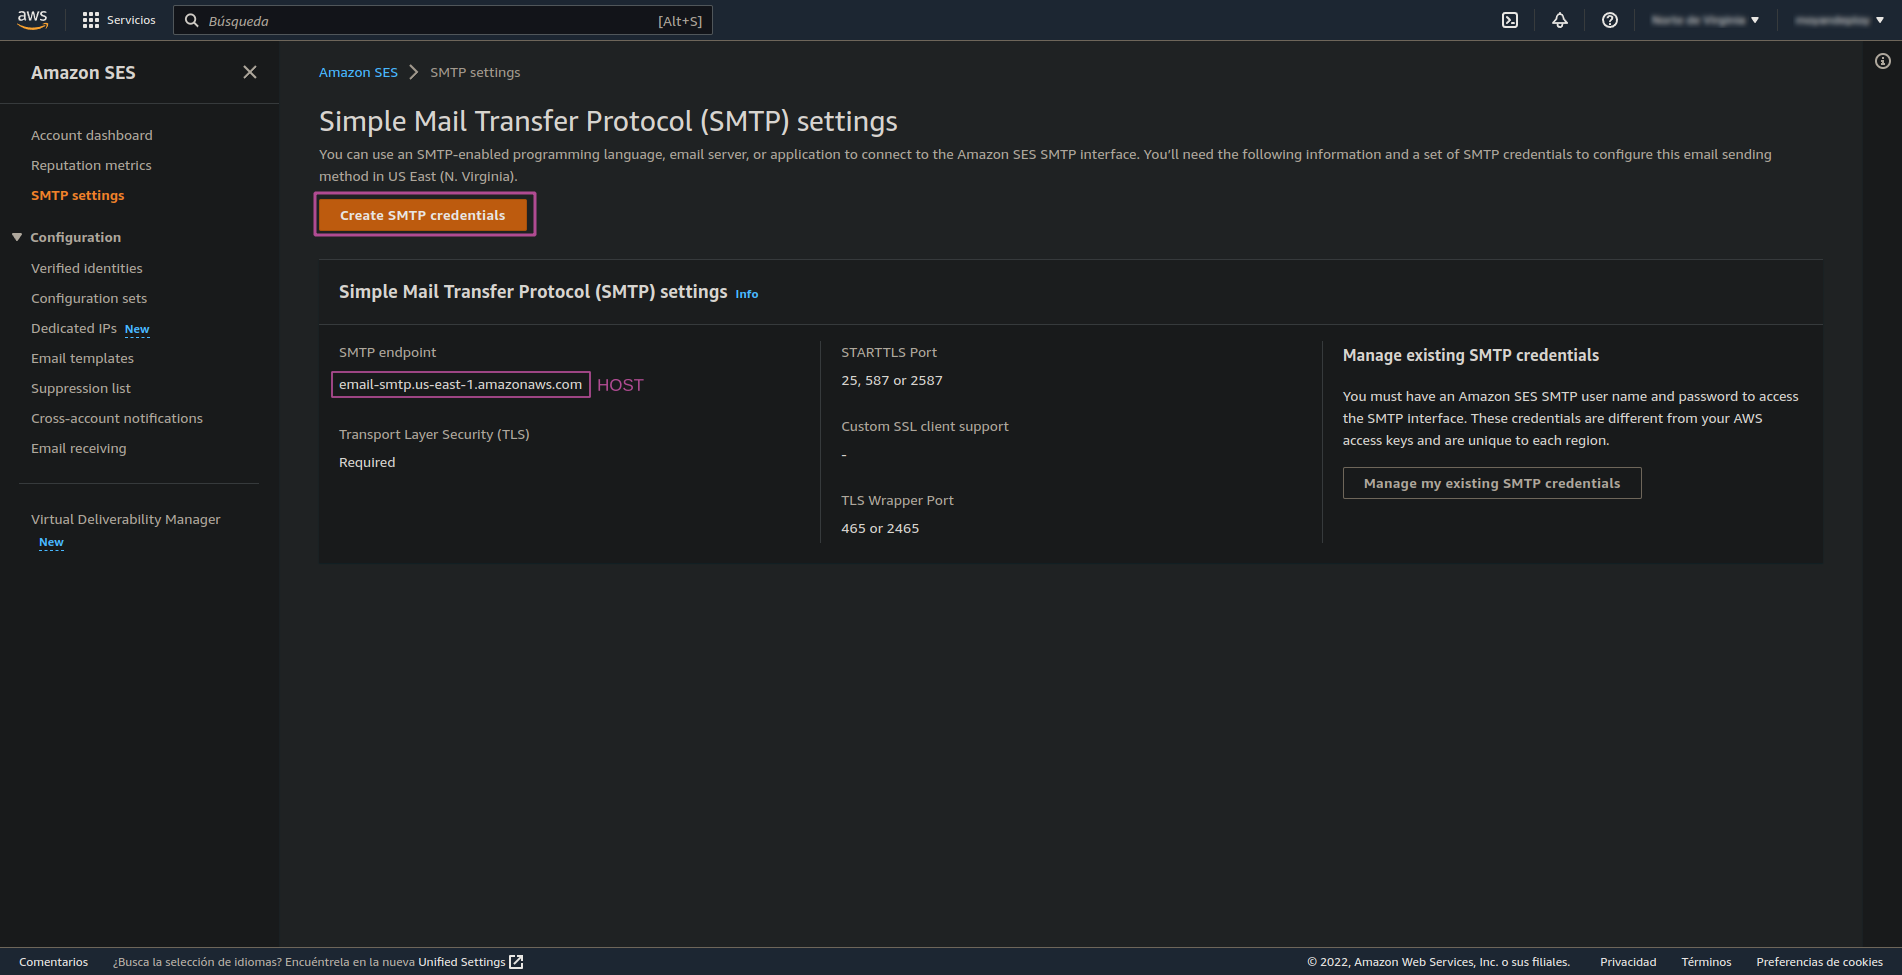 aws
Servicios
Búsqueda
[Alt+S]
Amazon SES
Account dashboard
Reputation metrics
SMTP settings
Configuration
Verified identities
Configuration sets
Dedicated IPs New
Email templates
Suppression list
Cross-account notifications
Email receiving
Virtual Deliverability Manager
New
Amazon SES
SMTP settings
Simple Mail Transfer Protocol (SMTP) settings
You can use an SMTP-enabled programming language, email server, or application to connect to the Amazon SES SMTP interface. You'll need the following information and a set of SMTP credentials to configure this email sending
method in US East (N. Virginia).
Create SMTP credentials
Simple Mail Transfer Protocol (SMTP) settings Info
SMTP endpoint
email-smtp.us-east-1.amazonaws.com HOST
Transport Layer Security (TLS)
Required
STARTTLS Port
25, 587 or 2587
Custom SSL client support
-
TLS Wrapper Port
465 or 2465
Manage existing SMTP credentials
You must have an Amazon SES SMTP user name and password to access
the SMTP interface. These credentials are different from your AWS
access keys and are unique to each region.
Manage my existing SMTP credentials
Comentarios
¿Busca la selección de idiomas? Encuéntrela en la nueva Unified Settings
© 2022, Amazon Web Services, Inc. o sus filiales.
Privacidad
Términos
Preferencias de cookies